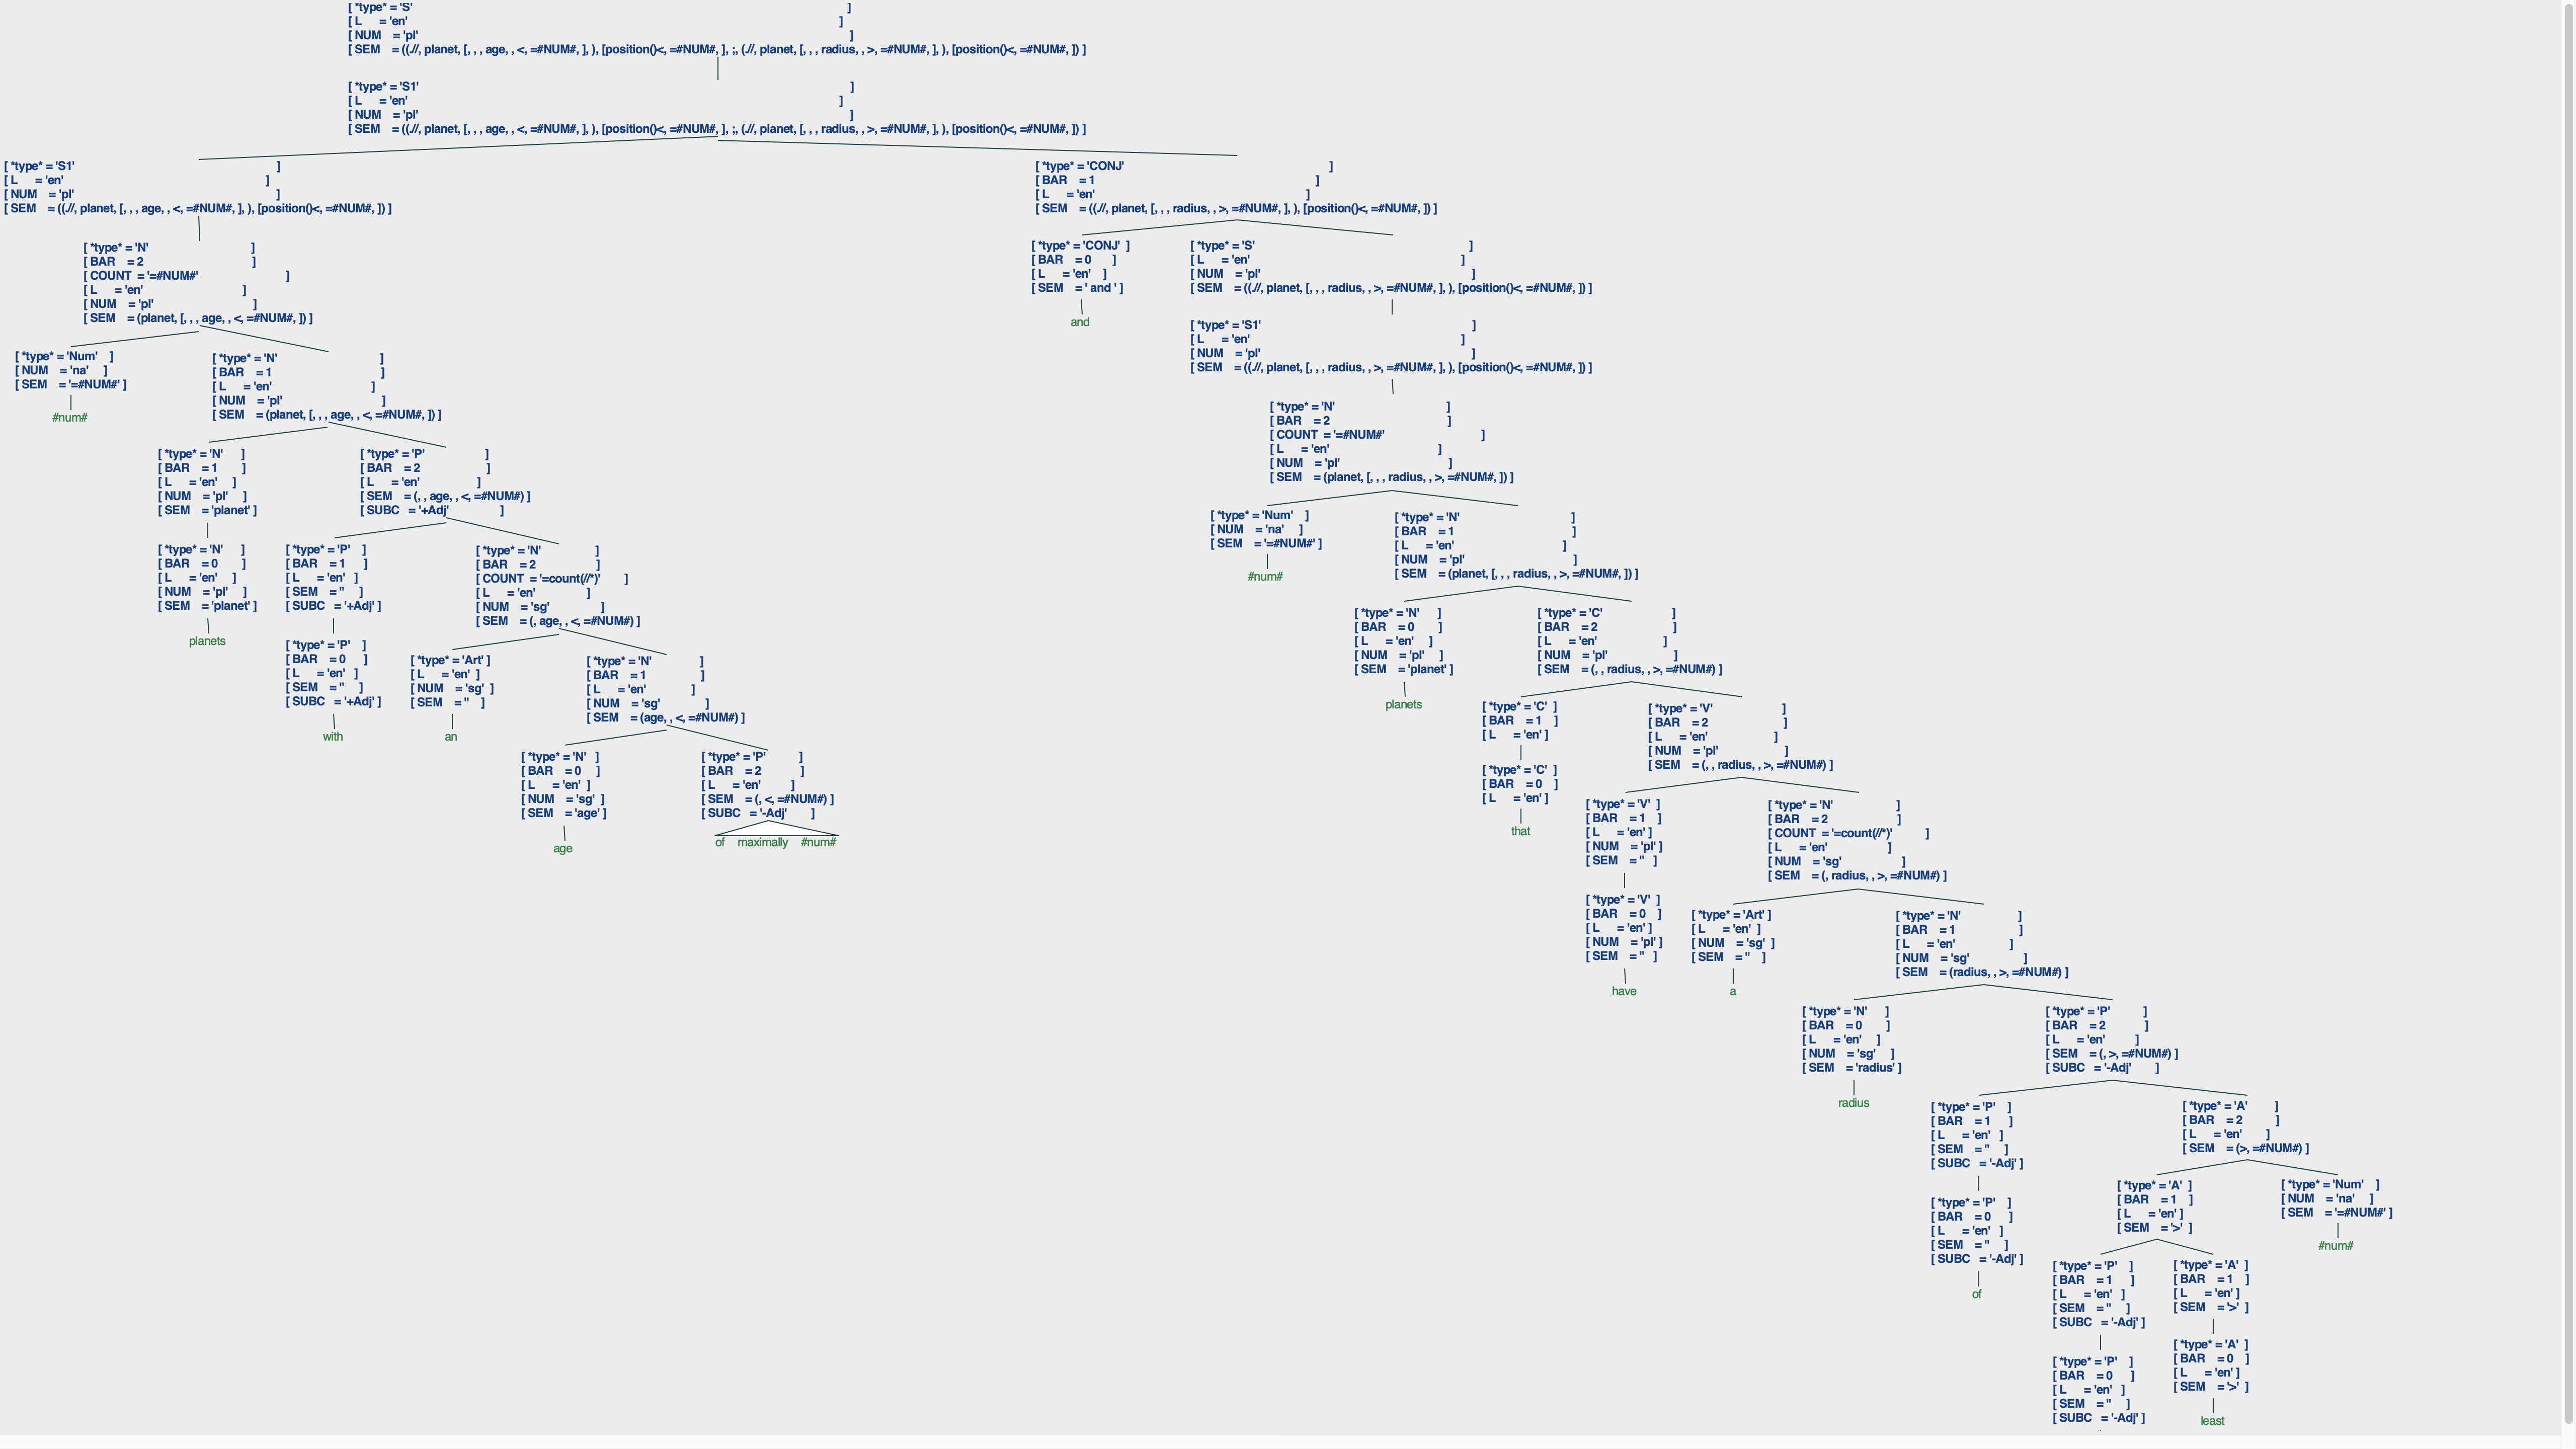 [ *type* = 'S' ]
[ L = 'en' ]
[ NUM = 'pl' ]
[ SEM = ((.//, planet, [, , , age, , <, =#NUM#, ], ), [position()<, =#NUM#, ], ;, (.//, planet, [, , , radius, , >, =#NUM#, ], ), [position()<, =#NUM#, ]) ]
[ *type* = 'S1' ]
[ L = 'en' ]
[ NUM = 'pl' ]
[ SEM = ((.//, planet, [, , , age, , <, =#NUM#, ], ), [position()<, =#NUM#, ], ;, (.//, planet, [, , , radius, , >, =#NUM#, ], ), [position()<, =#NUM#, ]) ]
[ *type* = 'S1' ]
[ L = 'en' ]
[ NUM = 'pl' ]
[ SEM = ((.//, planet, [, , , age, , <, =#NUM#, ], ), [position()<, =#NUM#, ]) ]
[ *type* = 'N' ]
[ BAR = 2 ]
[ COUNT = '=#NUM#' ]
[ L = 'en' ]
[ NUM = 'pl' ]
[ SEM = (planet, [, , , age, , <, =#NUM#, ]) ]
[ *type* = 'Num' ]
[ NUM = 'na' ]
[ SEM = '=#NUM#' ]
#num#
[ *type* = 'N' ]
[ BAR = 1 ]
[ L = 'en' ]
[ NUM = 'pl' ]
[ SEM = (planet, [, , , age, , <, =#NUM#, ]) ]
[ *type* = 'N' ]
[ BAR = 1 ]
[ L = 'en' ]
[ NUM = 'pl' ]
[ SEM = 'planet' ]
[ *type* = 'N' ]
[ BAR = 0 ]
[ L = 'en' ]
[ NUM = 'pl' ]
[ SEM = 'planet' ]
planets
[ *type* = 'P' ]
[ BAR = 2 ]
[ L = 'en' ]
[ SEM = (, , age, , <, =#NUM#) ]
[ SUBC = '+Adj' ]
[ *type* = 'P' ]
[ BAR = 1 ]
[ L = 'en' ]
[ SEM = '' ]
[ SUBC = '+Adj' ]
[ *type* = 'P' ]
[ BAR = 0 ]
[ L = 'en' ]
[ SEM = '' ]
[ SUBC = '+Adj' ]
with
[ *type* = 'N' ]
[ BAR = 2 ]
[ COUNT = '=count(//*)' ]
[ L = 'en' ]
[ NUM = 'sg' ]
[ SEM = (, age, , <, =#NUM#) ]
[ *type* = 'Art' ]
[ L = 'en' ]
[ NUM = 'sg' ]
[ SEM = '' ]
an
[ *type* = 'N' ]
[ BAR = 1 ]
[ L = 'en' ]
[ NUM = 'sg' ]
[ SEM = (age, , <, =#NUM#) ]
[ *type* = 'N' ]
[ BAR = 0 ]
[ L = 'en' ]
[ NUM = 'sg' ]
[ SEM = 'age' ]
age
[ *type* = 'P' ]
[ BAR = 2 ]
[ L = 'en' ]
[ SEM = (, <, =#NUM#) ]
[ SUBC = '-Adj' ]
of maximally #num#
[ *type* = 'CONJ' ]
[ BAR = 1 ]
[ L = 'en' ]
[ SEM = ((.//, planet, [, , , radius, , >, =#NUM#, ], ), [position()<, =#NUM#, ]) ]
[ *type* = 'CONJ' ]
[ BAR = 0 ]
[ L = 'en' ]
[ SEM = ' and ' ]
and
[ *type* = 'S' ]
[ L = 'en' ]
[ NUM = 'pl' ]
[ SEM = ((.//, planet, [, , , radius, , >, =#NUM#, ], ), [position()<, =#NUM#, ]) ]
[ *type* = 'S1' ]
[ L = 'en' ]
[ NUM = 'pl' ]
[ SEM = ((.//, planet, [, , , radius, , >, =#NUM#, ], ), [position()<, =#NUM#, ]) ]
[ *type* = 'N' ]
[ BAR = 2 ]
[ COUNT = '=#NUM#' ]
[ L = 'en' ]
[ NUM = 'pl' ]
[ SEM = (planet, [, , , radius, , >, =#NUM#, ]) ]
[ *type* = 'Num' ]
[ NUM = 'na' ]
[ SEM = '=#NUM#' ]
#num#
[ *type* = 'N' ]
[ BAR = 1 ]
[ L = 'en' ]
[ NUM = 'pl' ]
[ SEM = (planet, [, , , radius, , >, =#NUM#, ]) ]
[ *type* = 'N' ]
[ BAR = 0 ]
[ L = 'en' ]
[ NUM = 'pl' ]
[ SEM = 'planet' ]
planets
[ *type* = 'C' ]
[ BAR = 2 ]
[ L = 'en' ]
[ NUM = 'pl' ]
[ SEM = (, , radius, , >, =#NUM#) ]
[ *type* = 'C' ]
[ BAR = 1 ]
[ L = 'en' ]
[ *type* = 'C' ]
[ BAR = 0 ]
[ L = 'en' ]
that
[ *type* = 'V' ]
[ BAR = 2 ]
[ L = 'en' ]
[ NUM = 'pl' ]
[ SEM = (, , radius, , >, =#NUM#) ]
[ *type* = 'V' ]
[ BAR = 1 ]
[ L = 'en' ]
[ NUM = 'pl' ]
[ SEM = '' ]
[ *type* = 'V' ]
[ BAR = 0 ]
[ L = 'en' ]
[ NUM = 'pl' ]
[ SEM = '' ]
have
[ *type* = 'N' ]
[ BAR = 2 ]
[ COUNT = '=count(//*)' ]
[ L = 'en' ]
[ NUM = 'sg' ]
[ SEM = (, radius, , >, =#NUM#) ]
[ *type* = 'Art' ]
[ L = 'en' ]
[ NUM = 'sg' ]
[ SEM = '' ]
a
[ *type* = 'N' ]
[ BAR = 1 ]
[ L = 'en' ]
[ NUM = 'sg' ]
[ SEM = (radius, , >, =#NUM#) ]
[ *type* = 'N' ]
[ BAR = 0 ]
[ L = 'en' ]
[ NUM = 'sg' ]
[ SEM = 'radius' ]
radius
[ *type* = 'P' ]
[ BAR = 2 ]
[ L = 'en' ]
[ SEM = (, >, =#NUM#) ]
[ SUBC = '-Adj' ]
[ *type* = 'P' ]
[ BAR = 1 ]
[ L = 'en' ]
[ SEM = '' ]
[ SUBC = '-Adj' ]
[ *type* = 'P' ]
[ BAR = 0 ]
[ L = 'en' ]
[ SEM = '' ]
[ SUBC = '-Adj' ]
of
[ *type* = 'A' ]
[ BAR = 2 ]
[ L = 'en' ]
[ SEM = (>, =#NUM#) ]
[ *type* = 'A' ]
[ BAR = 1 ]
[ L = 'en' ]
[ SEM = '>' ]
[ *type* = 'P' ]
[ BAR = 1 ]
[ L = 'en' ]
[ SEM = '' ]
[ SUBC = '-Adj' ]
[ *type* = 'P' ]
[ BAR = 0 ]
[ L = 'en' ]
[ SEM = '' ]
[ SUBC = '-Adj' ]
[ *type* = 'A' ]
[ BAR = 1 ]
[ L = 'en' ]
[ SEM = '>' ]
[ *type* = 'A' ]
[ BAR = 0 ]
[ L = 'en' ]
[ SEM = '>' ]
least
[ *type* = 'Num' ]
[ NUM = 'na' ]
[ SEM = '=#NUM#' ]
#num#